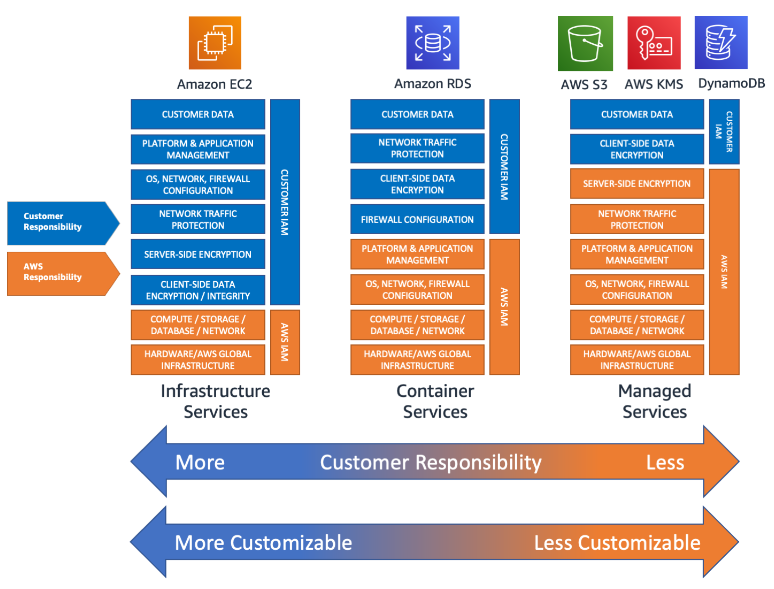 Amazon EC2
Amazon RDS
AWS S3
AWS KMS
DynamoDB
Customer
Responsibility
AWS
Responsibility
CUSTOMER DATA
PLATFORM & APPLICATION
MANAGEMENT
OS, NETWORK, FIREWALL
CONFIGURATION
NETWORK TRAFFIC
PROTECTION
SERVER-SIDE ENCRYPTION
CLIENT-SIDE DATA
ENCRYPTION / INTEGRITY
COMPUTE / STORAGE /
DATABASE / NETWORK
HARDWARE/AWS GLOBAL
INFRASTRUCTURE
CUSTOMER IAM
AWS IAM
Infrastructure
Services
CUSTOMER DATA
NETWORK TRAFFIC
PROTECTION
CLIENT-SIDE DATA
ENCRYPTION
FIREWALL CONFIGURATION
PLATFORM & APPLICATION
MANAGEMENT
OS, NETWORK, FIREWALL
CONFIGURATION
COMPUTE / STORAGE /
DATABASE / NETWORK
HARDWARE/AWS GLOBAL
INFRASTRUCTURE
CUSTOMER IAM
AWS IAM
Container
Services
CUSTOMER DATA
CLIENT-SIDE DATA
ENCRYPTION
SERVER-SIDE ENCRYPTION
NETWORK TRAFFIC
PROTECTION
PLATFORM & APPLICATION
MANAGEMENT
OS, NETWORK, FIREWALL
CONFIGURATION
COMPUTE / STORAGE /
DATABASE / NETWORK
HARDWARE/AWS GLOBAL
INFRASTRUCTURE
CUSTOMER
IAM
AWS IAM
Managed
Services
More Customer Responsibility Less
More Customizable Less Customizable